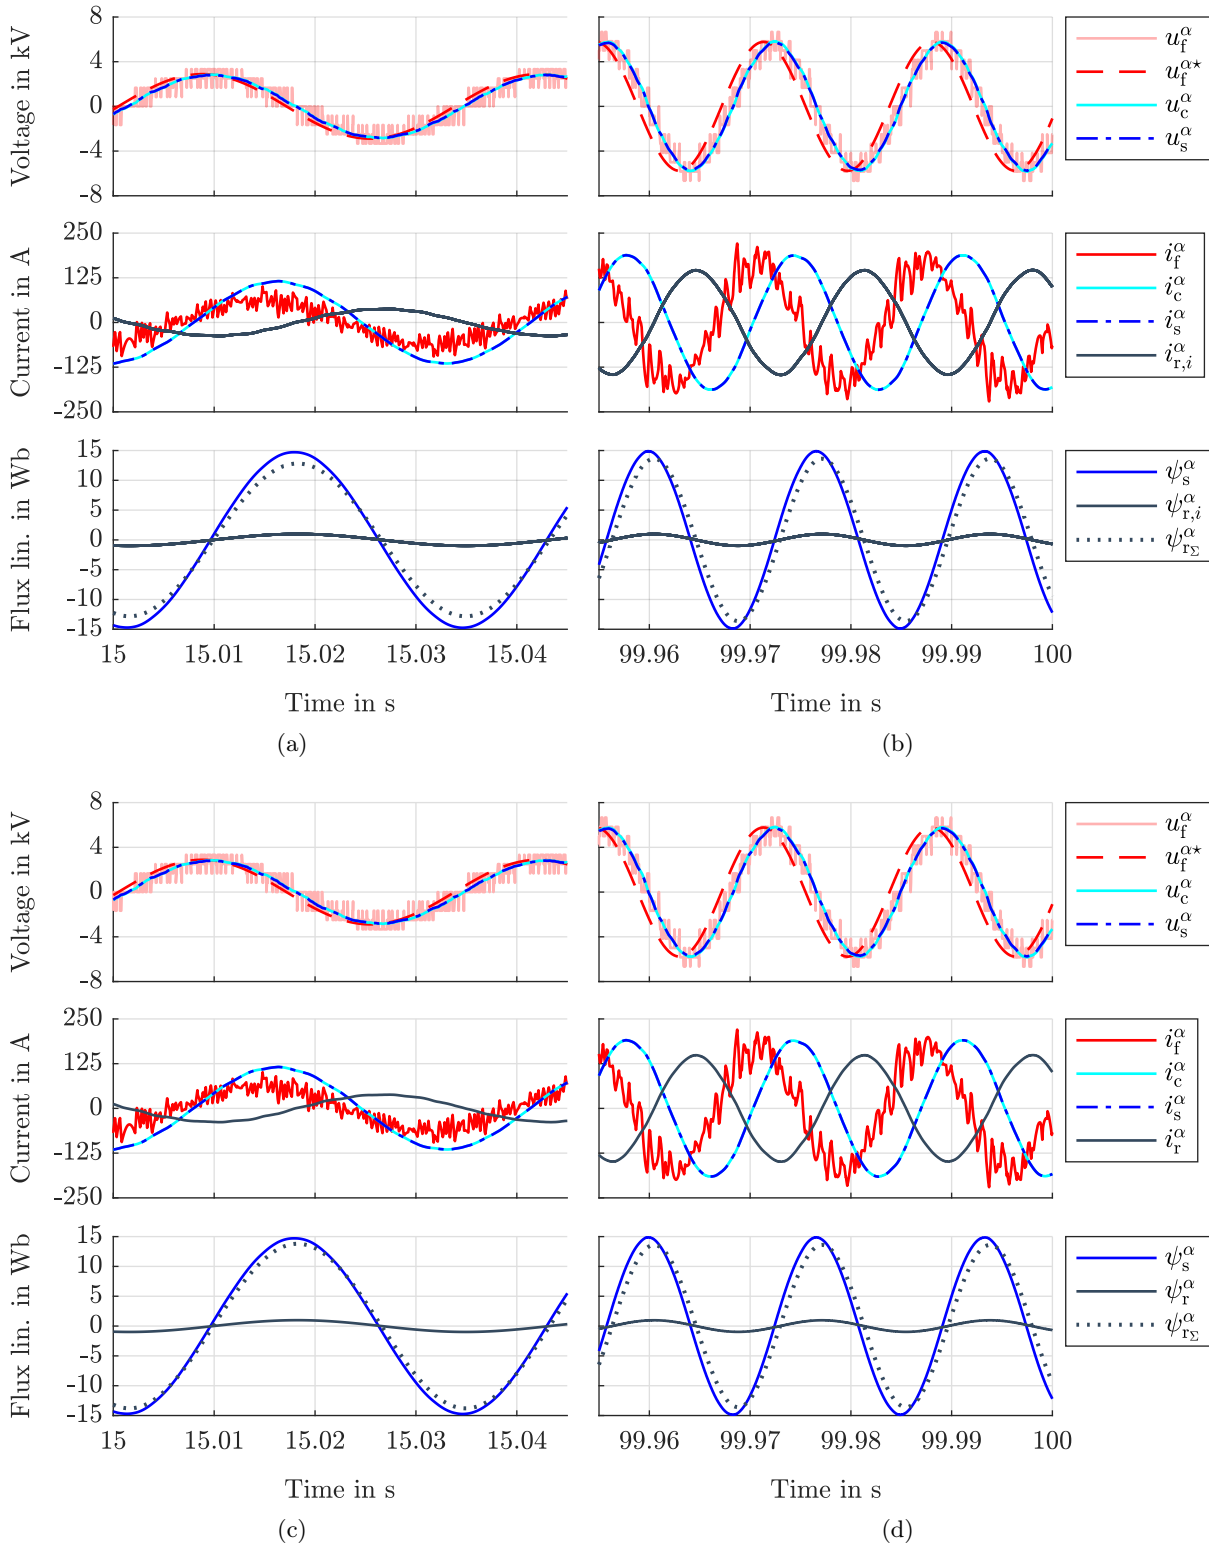 Voltage in kV
8
4
0
-4
-8
u_f^α
u_f^α⋆
u_c^α
u_s^α
Current in A
250
125
0
-125
-250
i_f^α
i_c^α
i_s^α
i_r,i^α
Flux lin. in Wb
15
10
5
0
-5
-10
-15
ψ_s^α
ψ_r,i^α
ψ_rΣ^α
15 15.01 15.02 15.03 15.04
99.96 99.97 99.98 99.99 100
Time in s
Time in s
(a)
(b)
Voltage in kV
8
4
0
-4
-8
u_f^α
u_f^α⋆
u_c^α
u_s^α
Current in A
250
125
0
-125
-250
i_f^α
i_c^α
i_s^α
i_r^α
Flux lin. in Wb
15
10
5
0
-5
-10
-15
ψ_s^α
ψ_r^α
ψ_rΣ^α
15 15.01 15.02 15.03 15.04
99.96 99.97 99.98 99.99 100
Time in s
Time in s
(c)
(d)